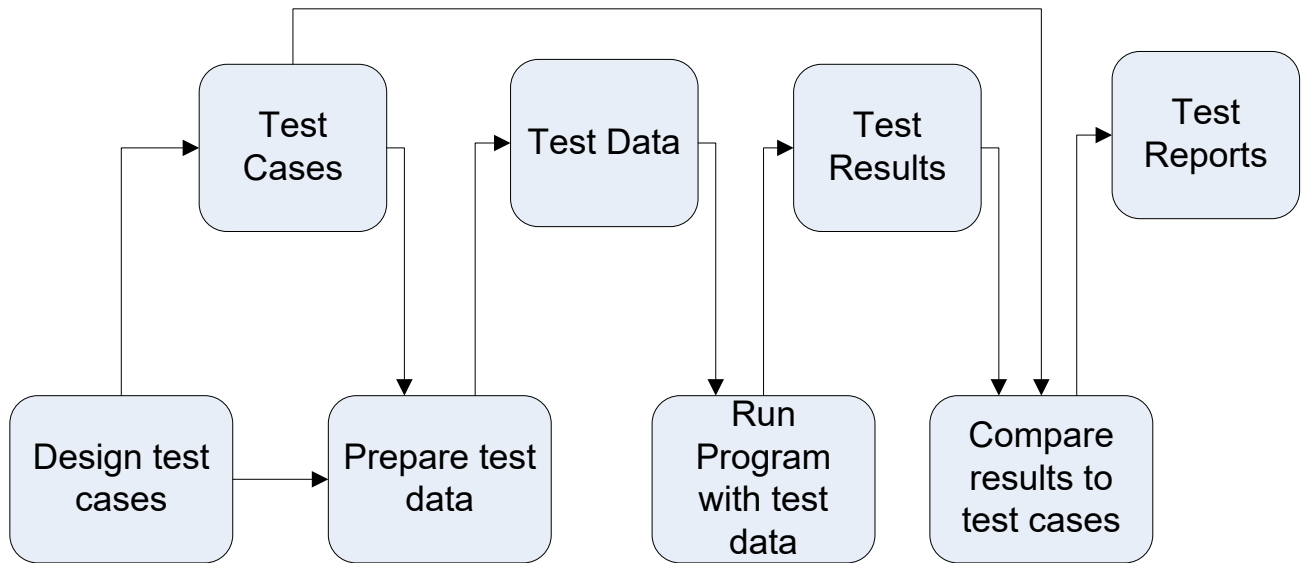 Test
Cases
Test Data
Test
Results
Test
Reports
Design test
cases
Prepare test
data
Run
Program
with test
data
Compare
results to
test cases